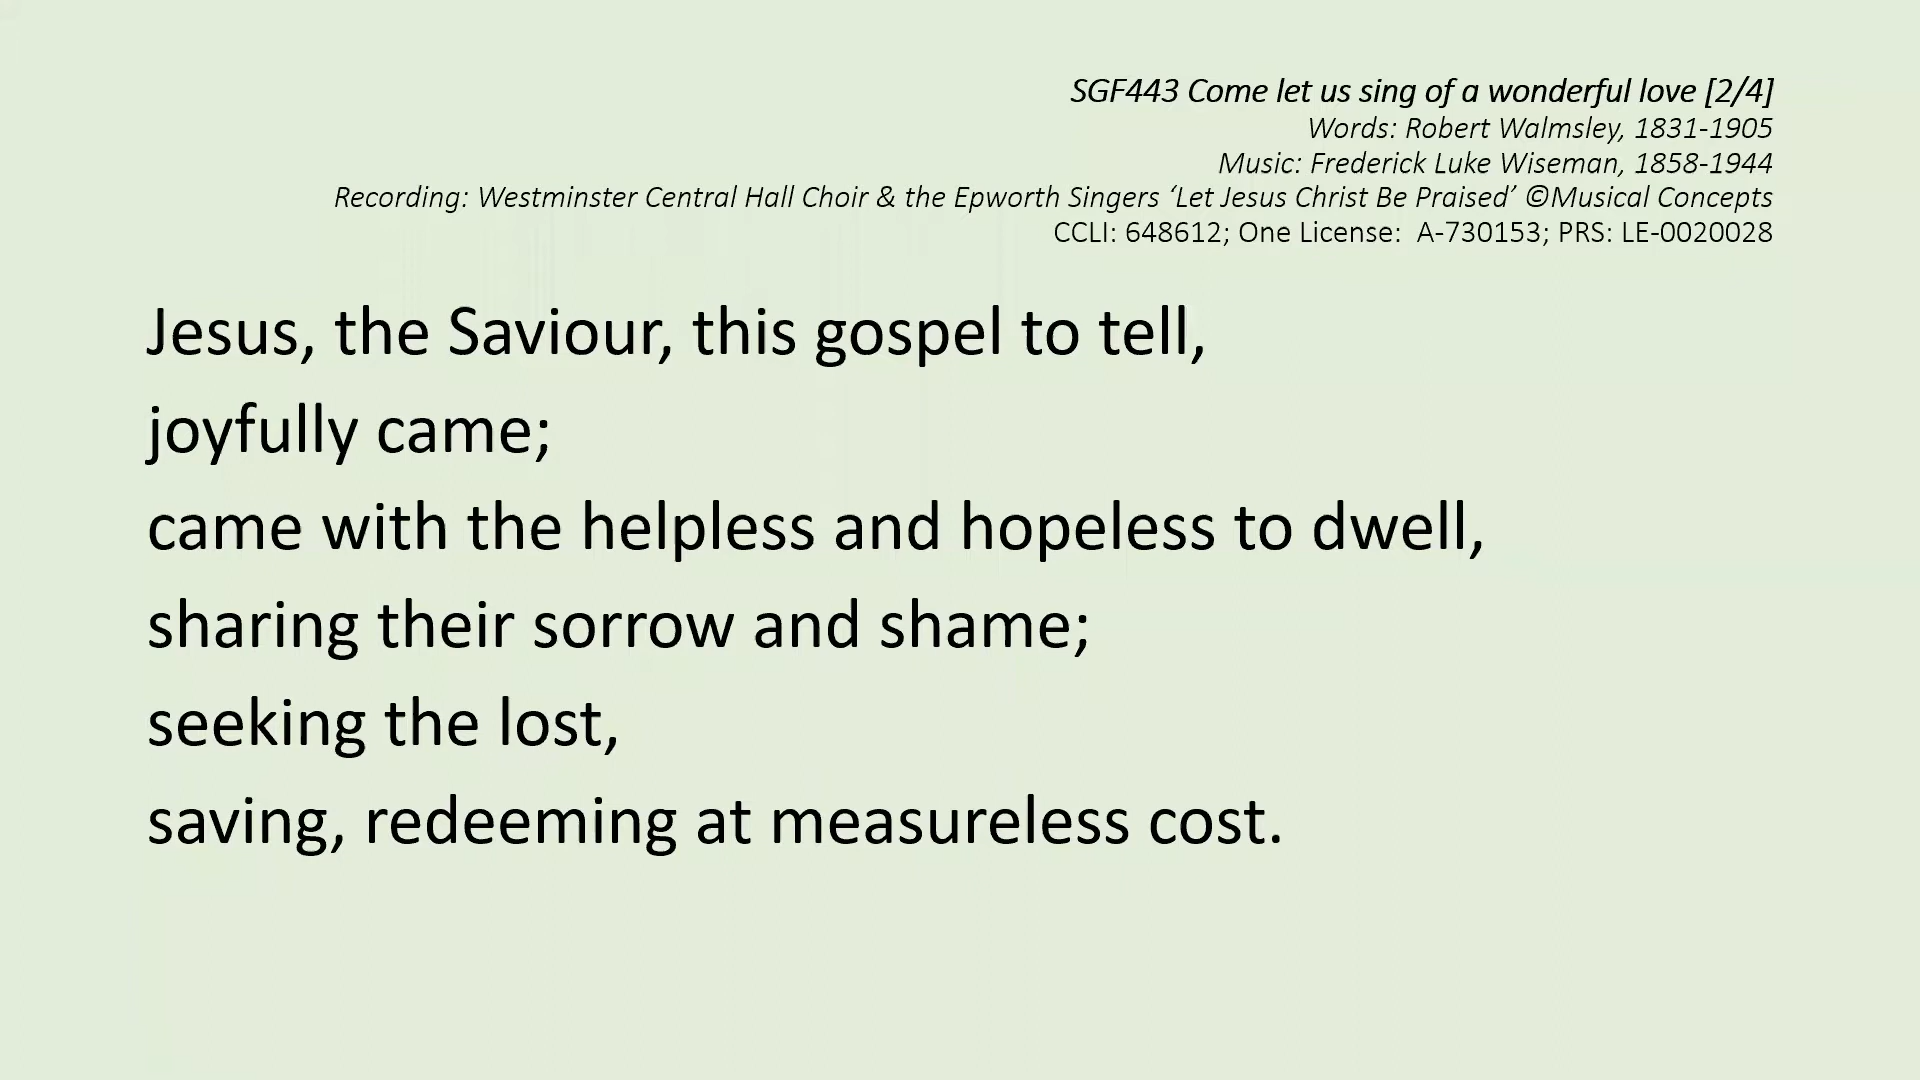 SGF443 Come let us sing of a wonderful love [2/4]
Words: Robert Walmsley, 1831-1905
Music: Frederick Luke Wiseman, 1858-1944
Recording: Westminster Central Hall Choir & the Epworth Singers ‘Let Jesus Christ Be Praised’ ©Musical Concepts
CCLI: 648612; One License:  A-730153; PRS: LE-0020028
Jesus, the Saviour, this gospel to tell,
joyfully came;
came with the helpless and hopeless to dwell,
sharing their sorrow and shame;
seeking the lost,
saving, redeeming at measureless cost.